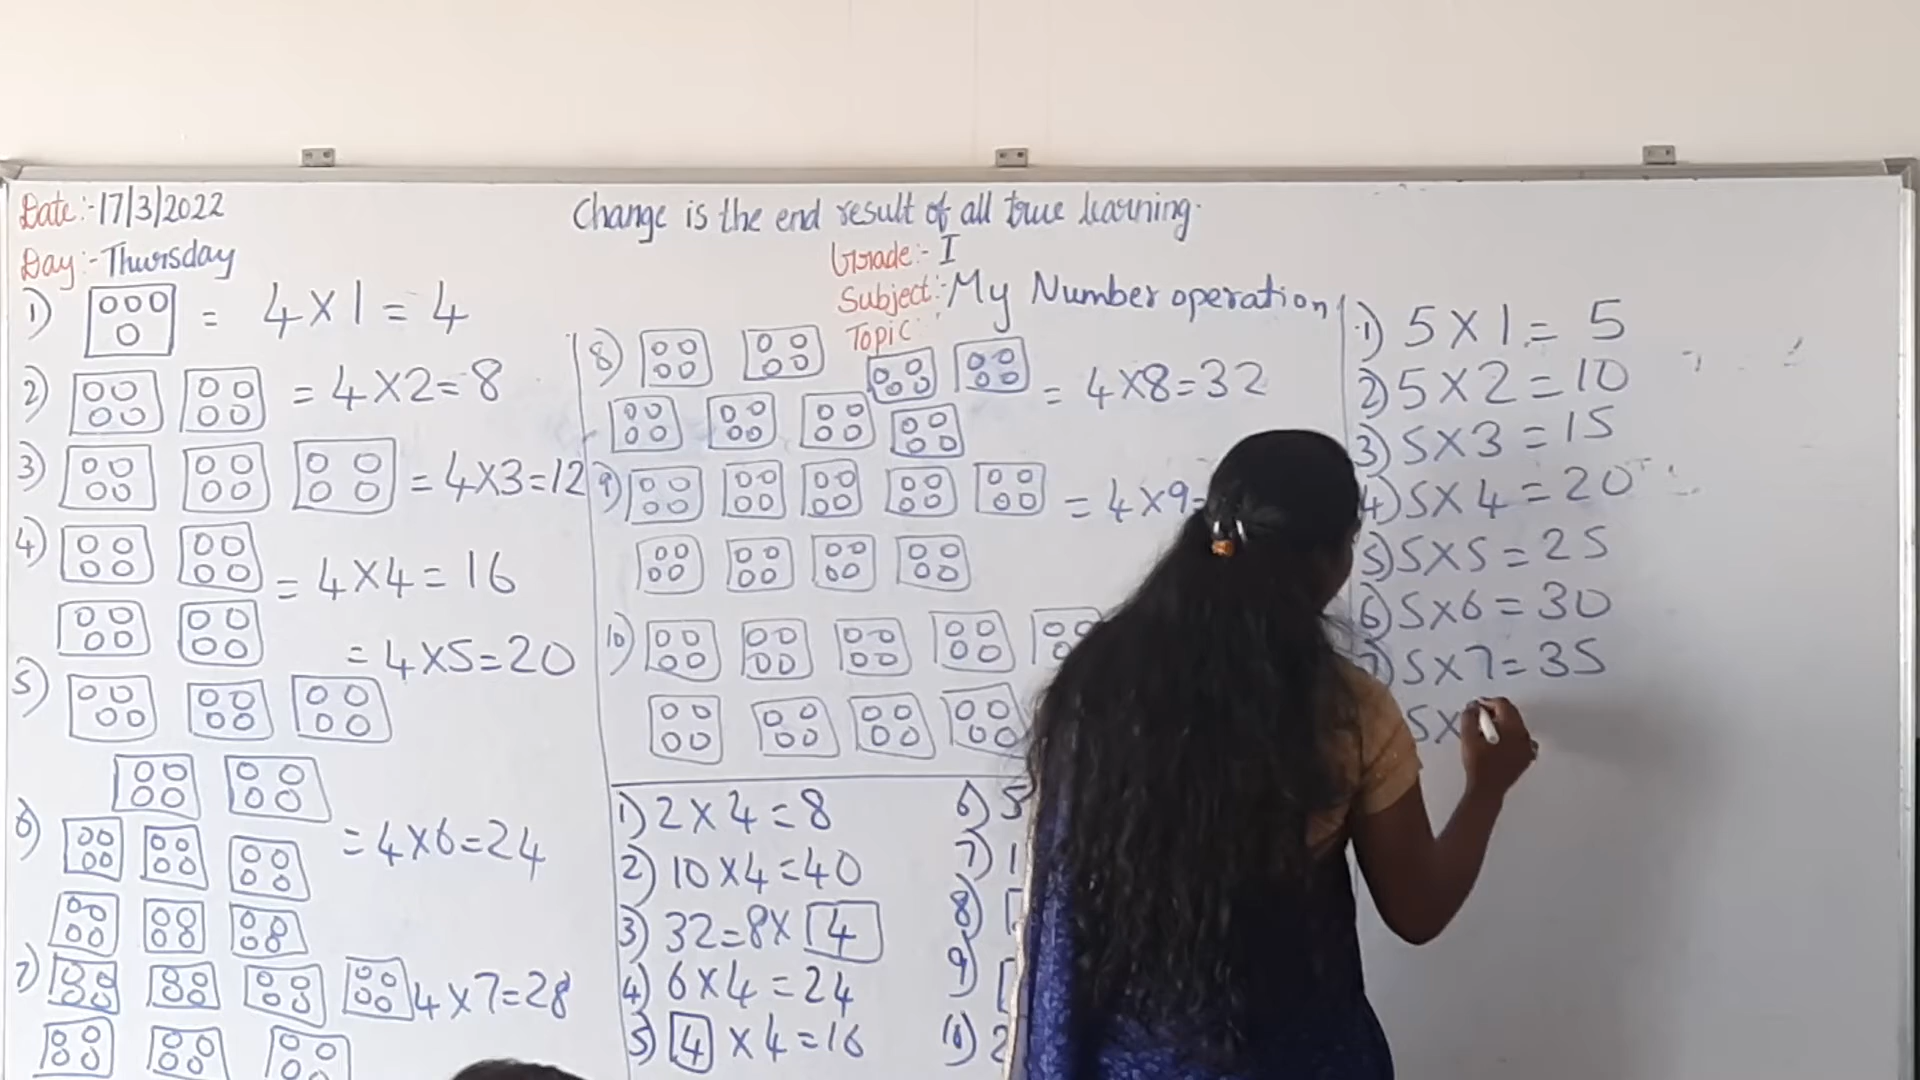 Date:-17/3/2022
Day:-Thursday
Change is the end result of all true learning.
Grade:- I
Subject:-My Number operation
Topic:-
1) = 4X1=4
2) = 4X2=8
3) = 4X3=12
4) = 4X4=16
5) = 4X5=20
6) = 4X6=24
7) 4X7=28
8) = 4X8=32
9) = 4X9=
10)
1) 2X4=8
2) 10X4=40
3) 32=8X 4
4) 6X4=24
5) 4 X4=16
6) 5
7) 1
8)
9)
10) 2
1) 5X1=5
2) 5X2=10
3) 5X3=15
4) 5X4=20
5) 5X5=25
6) 5X6=30
7) 5X7=35
5X